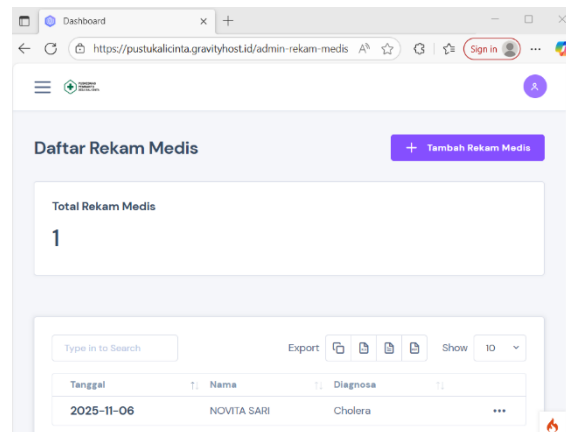 Dashboard
https://pustukalicinta.gravityhost.id/admin-rekam-medis
Sign in
Daftar Rekam Medis
+ Tambah Rekam Medis
Total Rekam Medis
1
Type in to Search
Export
Show
10
Tanggal Nama Diagnosa
2025-11-06 NOVITA SARI Cholera